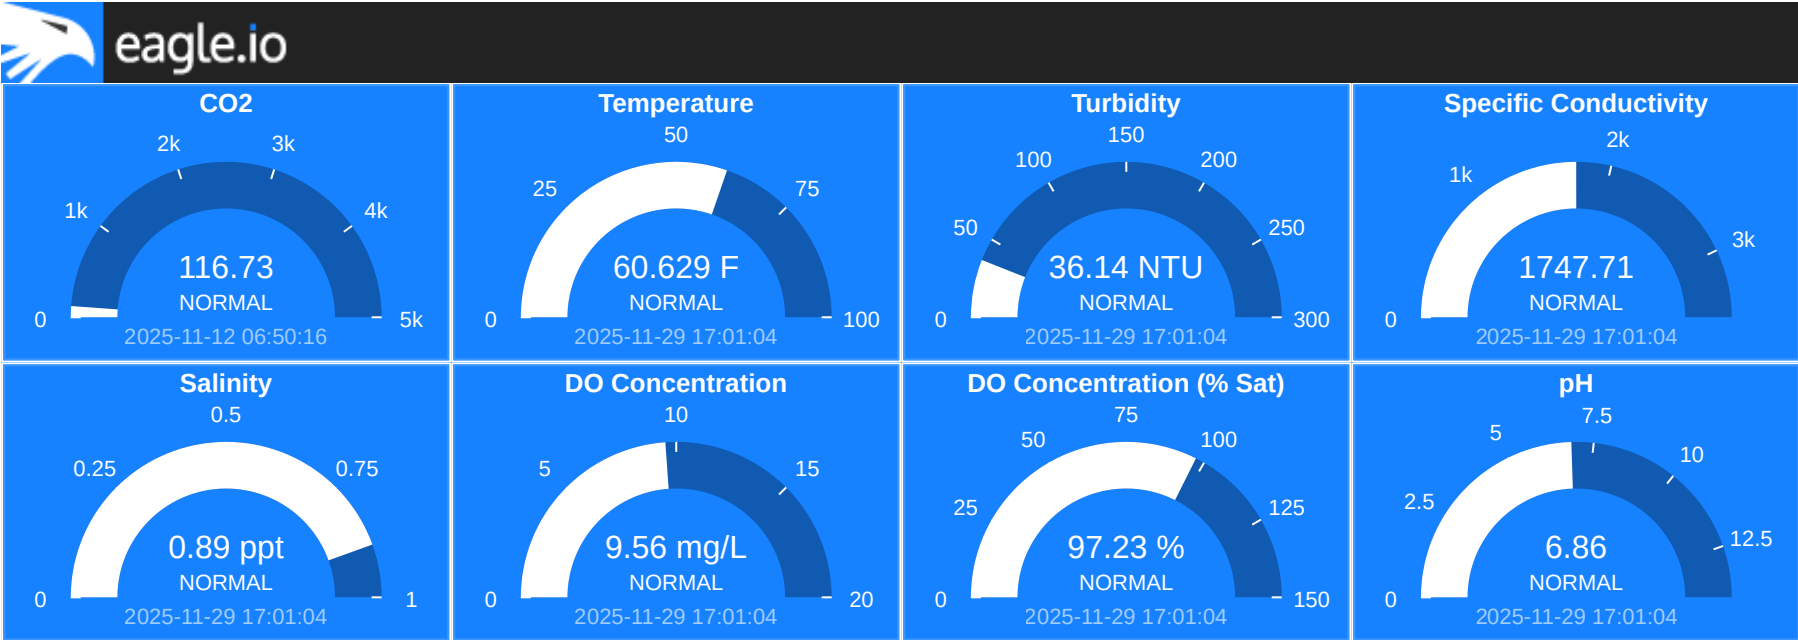 eagle.io
CO2
2k
3k
1k
4k
116.73
NORMAL
0
5k
2025-11-12 06:50:16
Temperature
50
25
75
60.629 F
NORMAL
0
100
2025-11-29 17:01:04
Turbidity
150
100
200
50
250
36.14 NTU
NORMAL
0
300
2025-11-29 17:01:04
Specific Conductivity
2k
1k
3k
1747.71
NORMAL
0
2025-11-29 17:01:04
Salinity
0.5
0.25
0.75
0.89 ppt
NORMAL
0
1
2025-11-29 17:01:04
DO Concentration
10
5
15
9.56 mg/L
NORMAL
0
20
2025-11-29 17:01:04
DO Concentration (% Sat)
75
50
100
25
125
97.23 %
NORMAL
0
150
2025-11-29 17:01:04
pH
7.5
5
10
2.5
12.5
6.86
NORMAL
0
2025-11-29 17:01:04